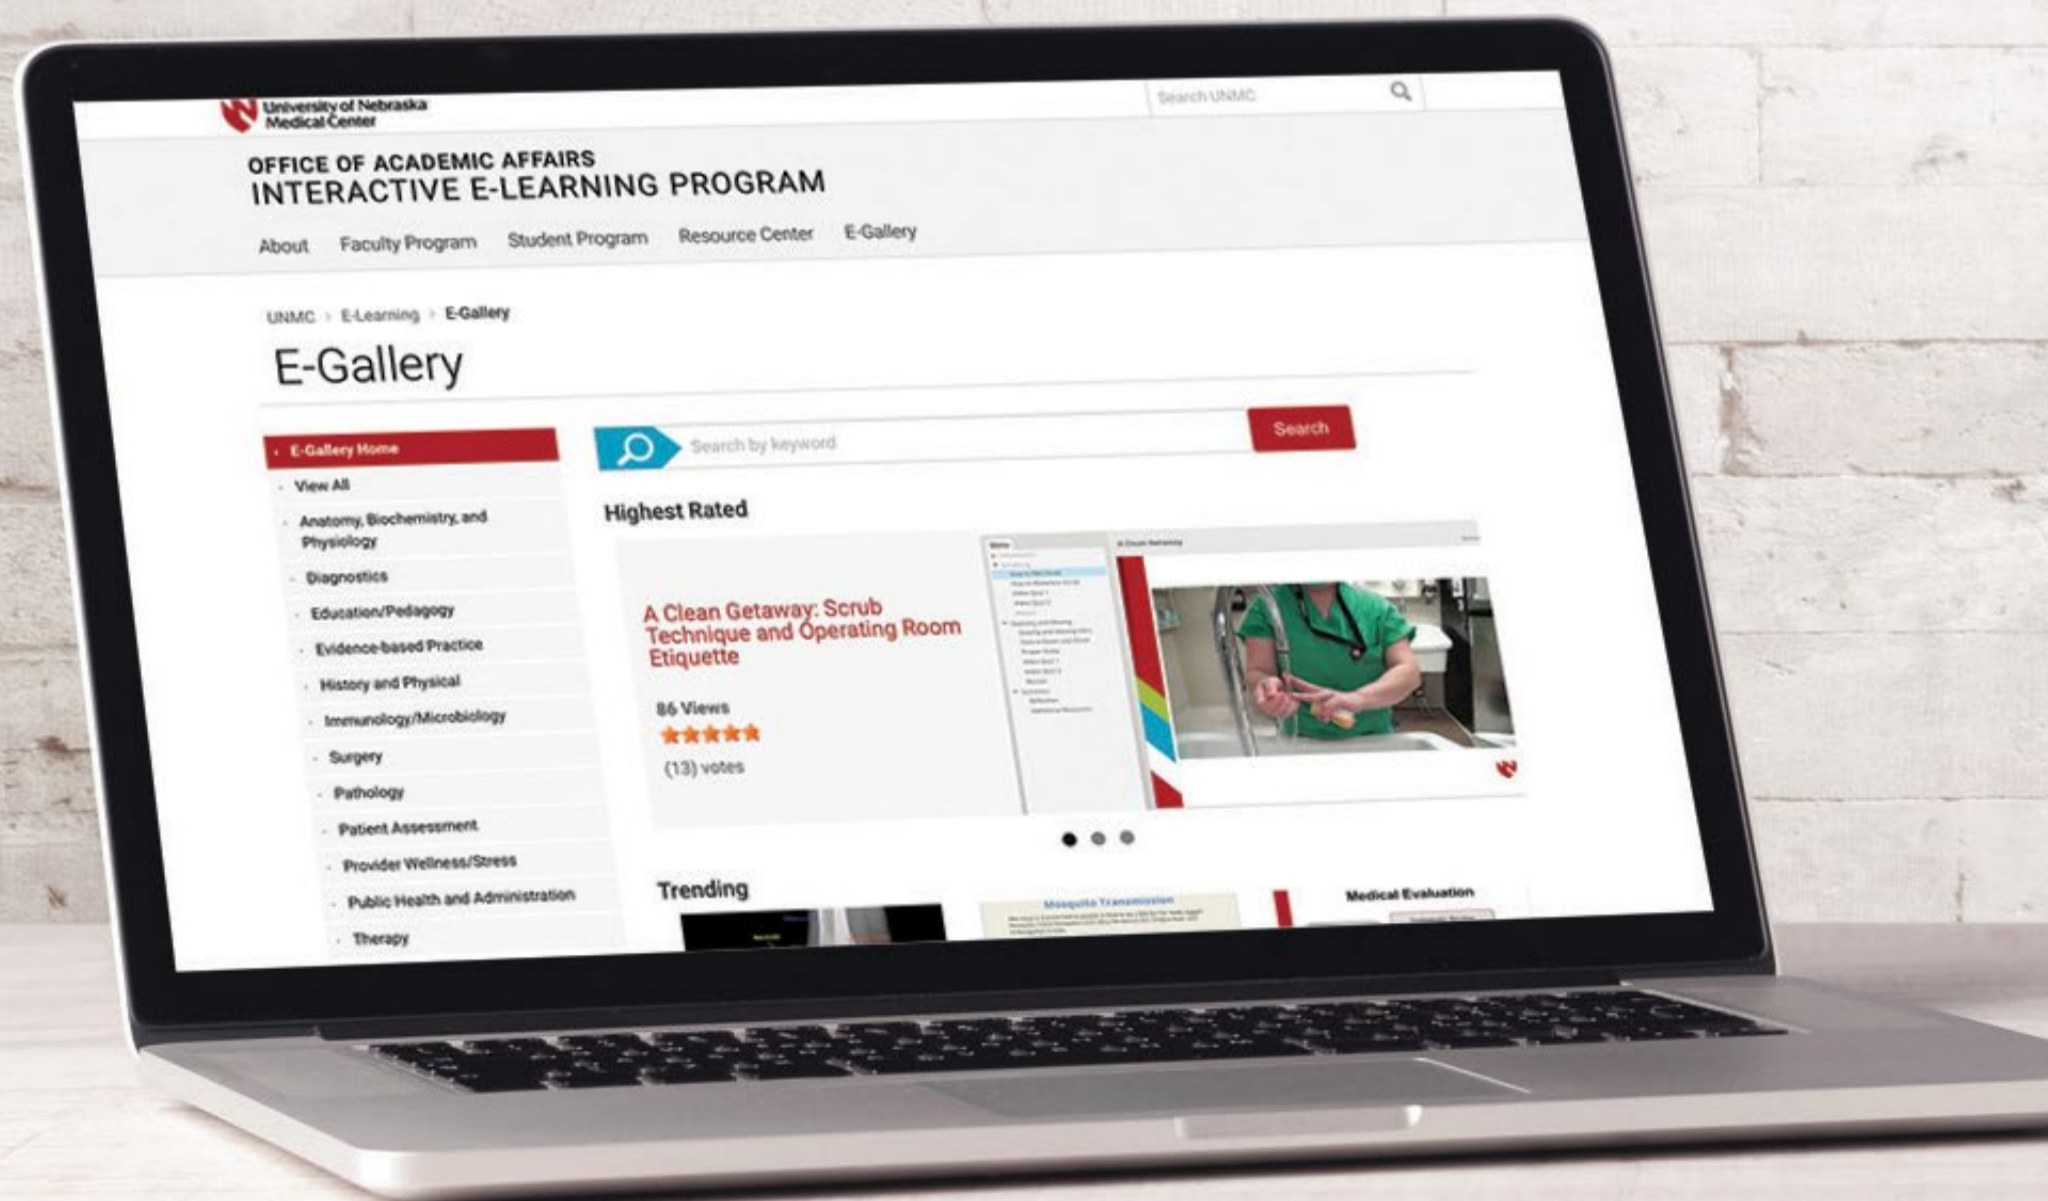 University of Nebraska
Medical Center
Search UNMC
OFFICE OF ACADEMIC AFFAIRS
INTERACTIVE E-LEARNING PROGRAM
About Faculty Program Student Program Resource Center E-Gallery
UNMC > E-Learning > E-Gallery
E-Gallery
E-Gallery Home
View All
Anatomy, Biochemistry, and
Physiology
Diagnostics
Education/Pedagogy
Evidence-based Practice
History and Physical
Immunology/Microbiology
Surgery
Pathology
Patient Assessment
Provider Wellness/Stress
Public Health and Administration
Therapy
Search by keyword
Search
Highest Rated
A Clean Getaway: Scrub
Technique and Operating Room
Etiquette
86 Views
(13) votes
Menu
A Clean Getaway
Trending
Mosquito Transmission
Medical Evaluation